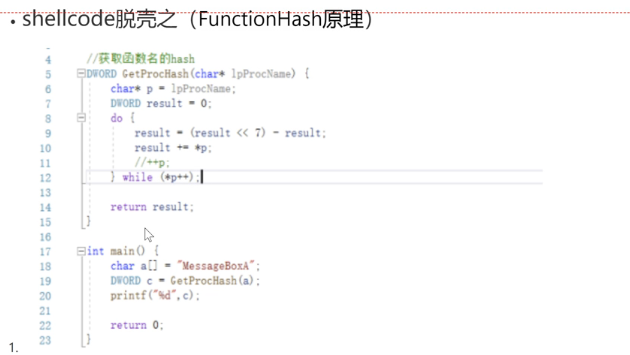 • shellcode脱壳之（FunctionHash原理）
4 //获取函数名的hash
5 DWORD GetProcHash(char* lpProcName) {
6 char* p = lpProcName;
7 DWORD result = 0;
8 do {
9 result = (result << 7) - result;
10 result += *p;
11 //++p;
12 } while (*p++);
13
14 return result;
15 }
16
17 int main() {
18 char a[] = "MessageBoxA";
19 DWORD c = GetProcHash(a);
20 printf("%d",c);
21
22 return 0;
23 }
1.